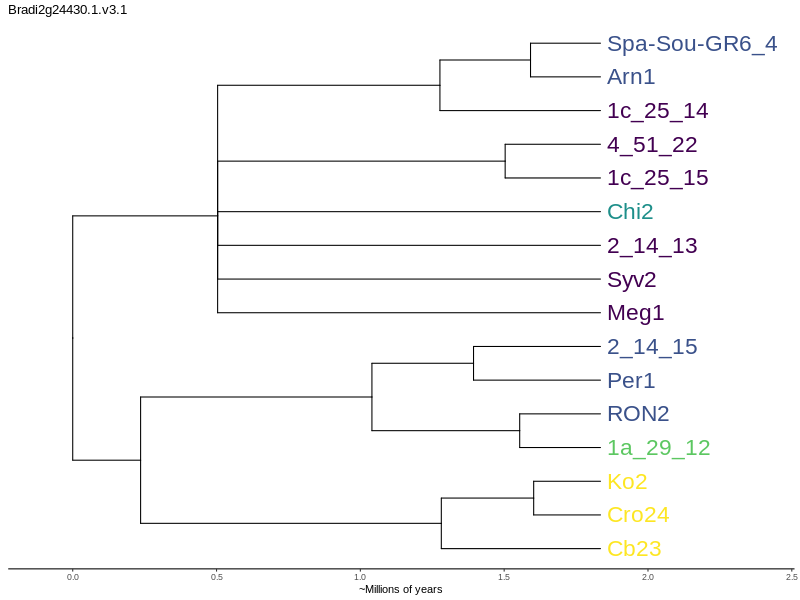 Bradi2g24430.1.v3.1
Spa-Sou-GR6_4
Arn1
1c_25_14
4_51_22
1c_25_15
Chi2
2_14_13
Syv2
Meg1
2_14_15
Per1
RON2
1a_29_12
Ko2
Cro24
Cb23
0.0 0.5 1.0 1.5 2.0 2.5
~Millions of years